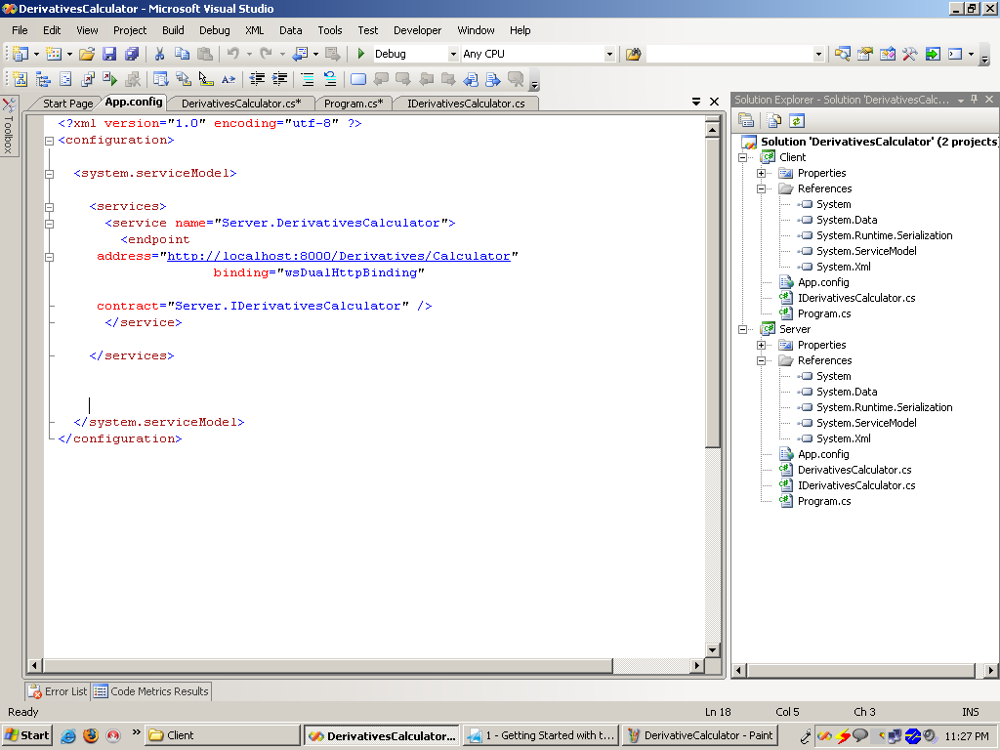 DerivativesCalculator - Microsoft Visual Studio
File Edit View Project Build Debug XML Data Tools Test Developer Window Help
Debug Any CPU
Start Page App.config DerivativesCalculator.cs* Program.cs* IDerivativesCalculator.cs
Toolbox
<?xml version="1.0" encoding="utf-8" ?>
<configuration>
<system.serviceModel>
<services>
<service name="Server.DerivativesCalculator">
<endpoint
address="http://localhost:8000/Derivatives/Calculator"
binding="wsDualHttpBinding"
contract="Server.IDerivativesCalculator" />
</service>
</services>
</system.serviceModel>
</configuration>
Solution Explorer - Solution 'DerivativesCalc...
Solution 'DerivativesCalculator' (2 projects
Client
Properties
References
System
System.Data
System.Runtime.Serialization
System.ServiceModel
System.Xml
App.config
IDerivativesCalculator.cs
Program.cs
Server
Properties
References
System
System.Data
System.Runtime.Serialization
System.ServiceModel
System.Xml
App.config
DerivativesCalculator.cs
IDerivativesCalculator.cs
Program.cs
Error List Code Metrics Results
Ready Ln 18 Col 5 Ch 3 INS
Start Client DerivativesCalculator... 1 - Getting Started with t... DerivativeCalculator - Paint 11:27 PM